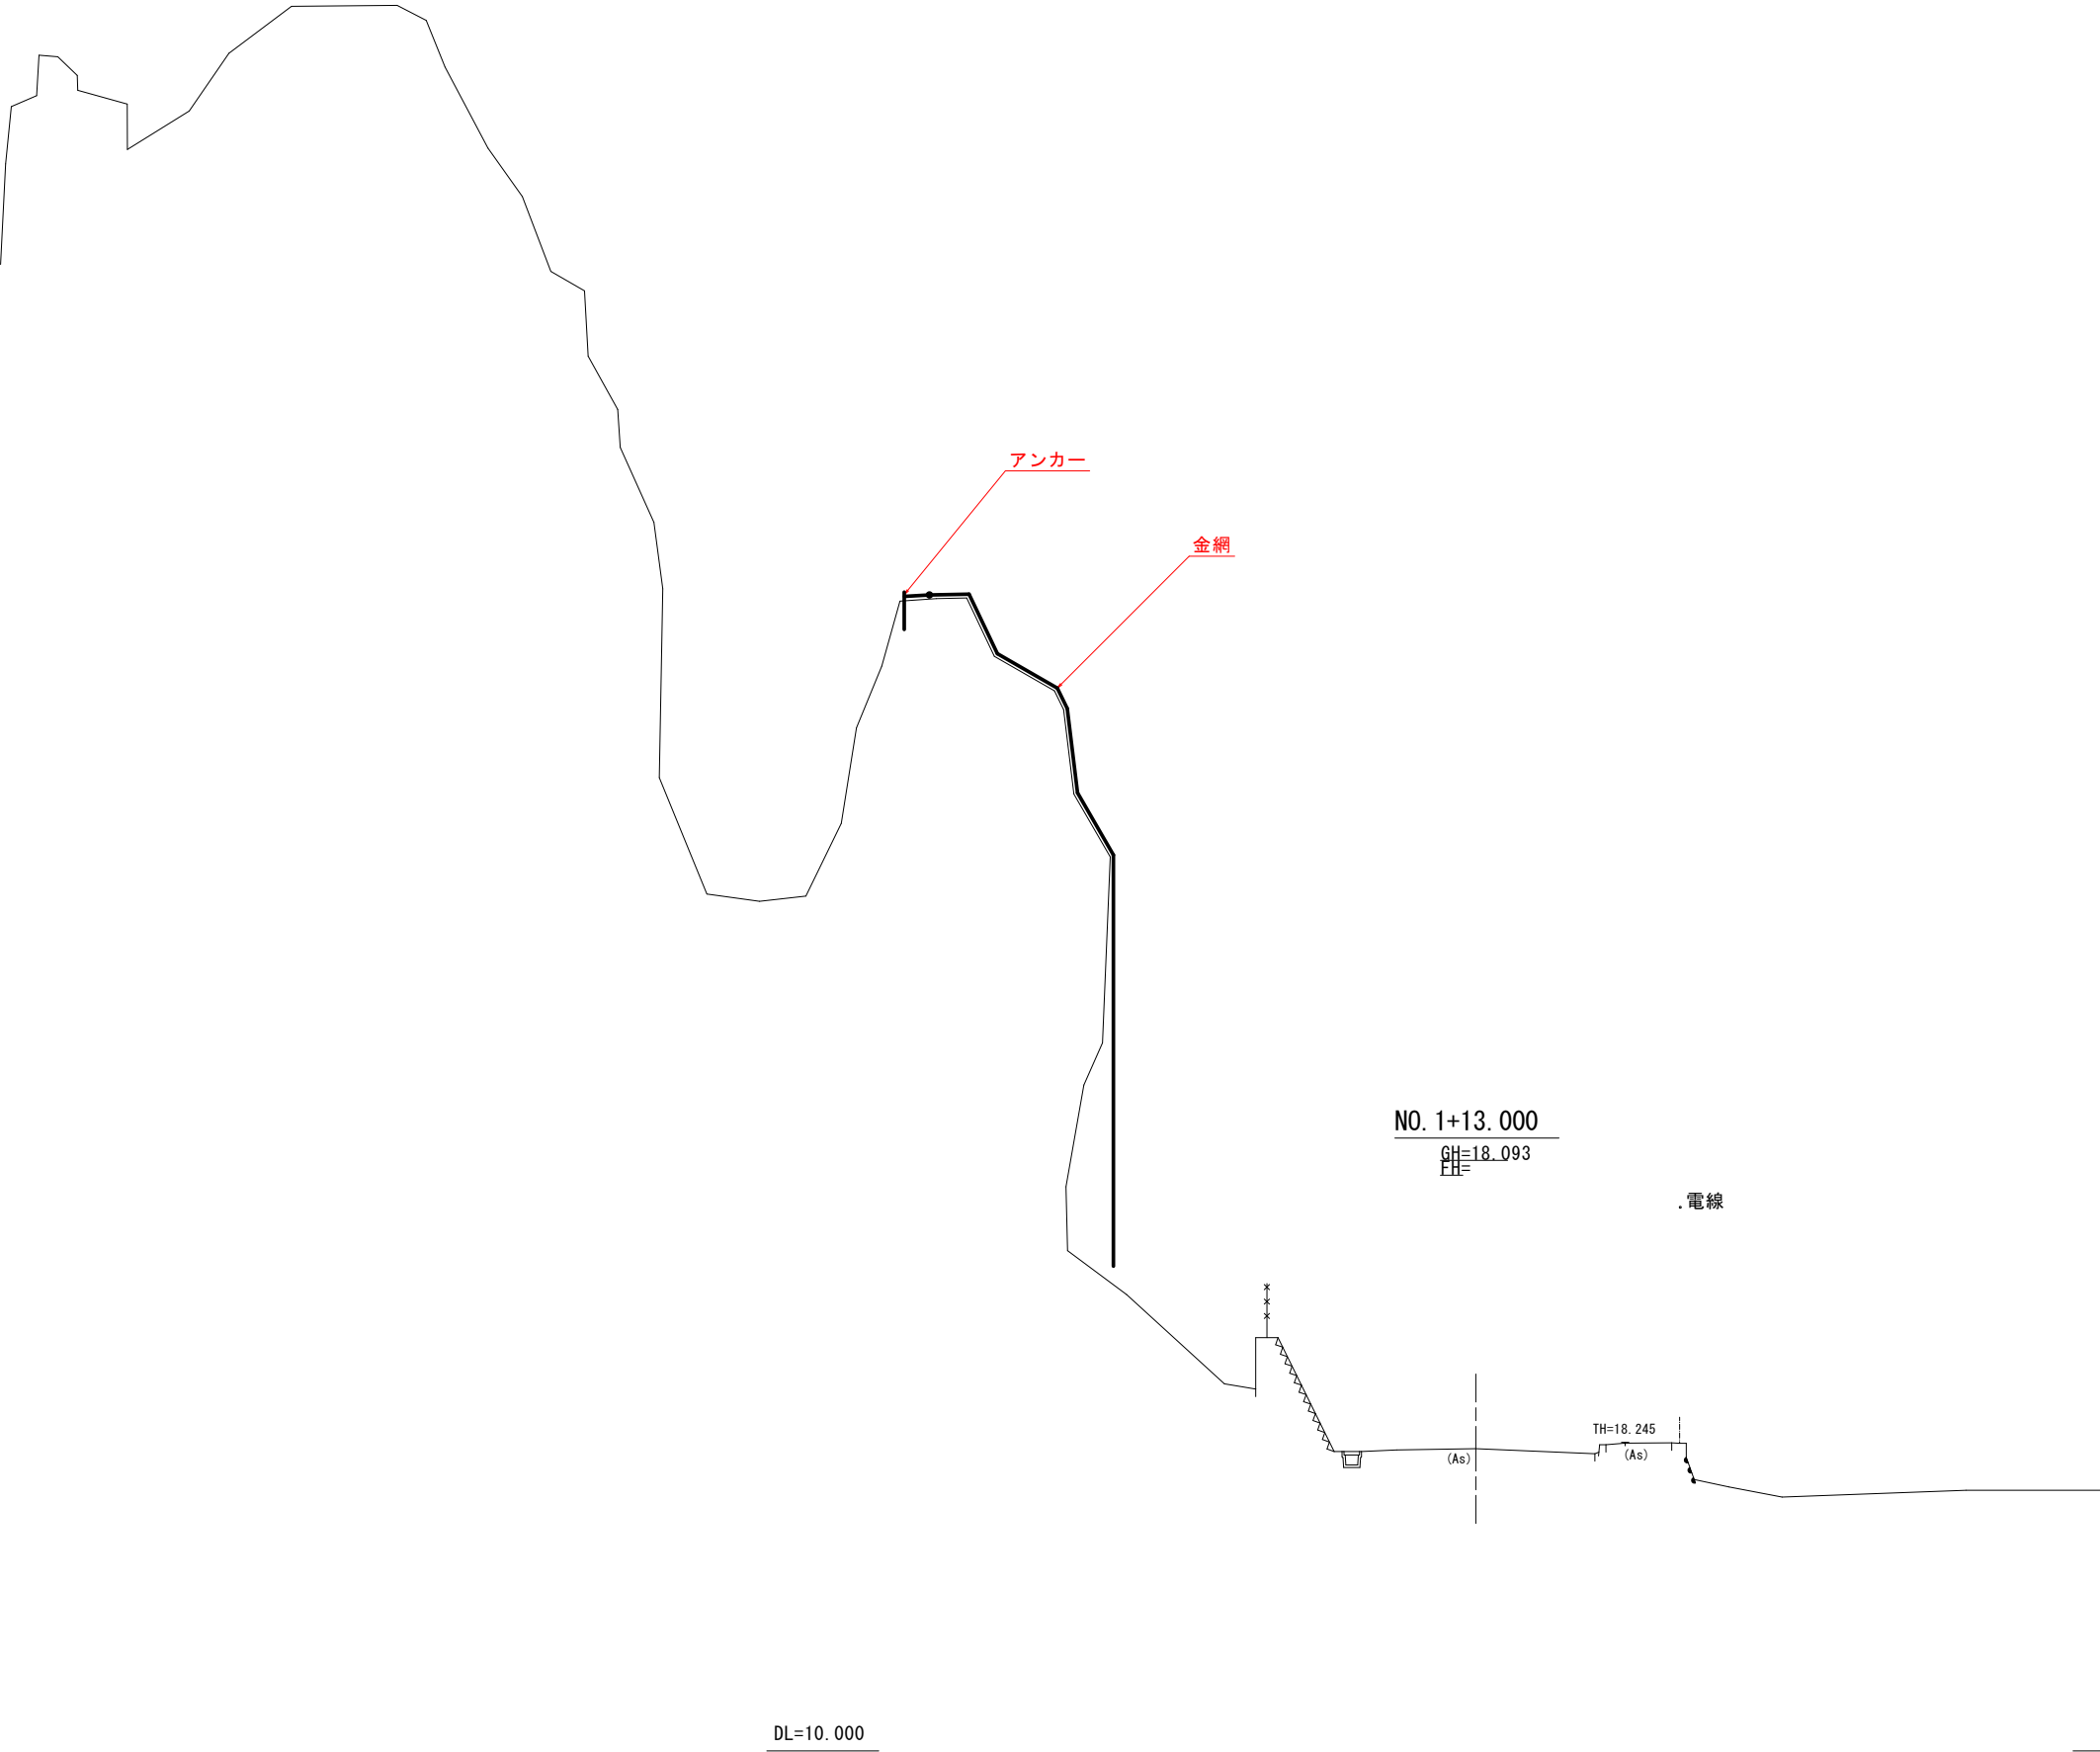 アンカー
金網
NO.1+13.000
GH=18.093
FH=
.電線
TH=18.245
(As)
(As)
DL=10.000